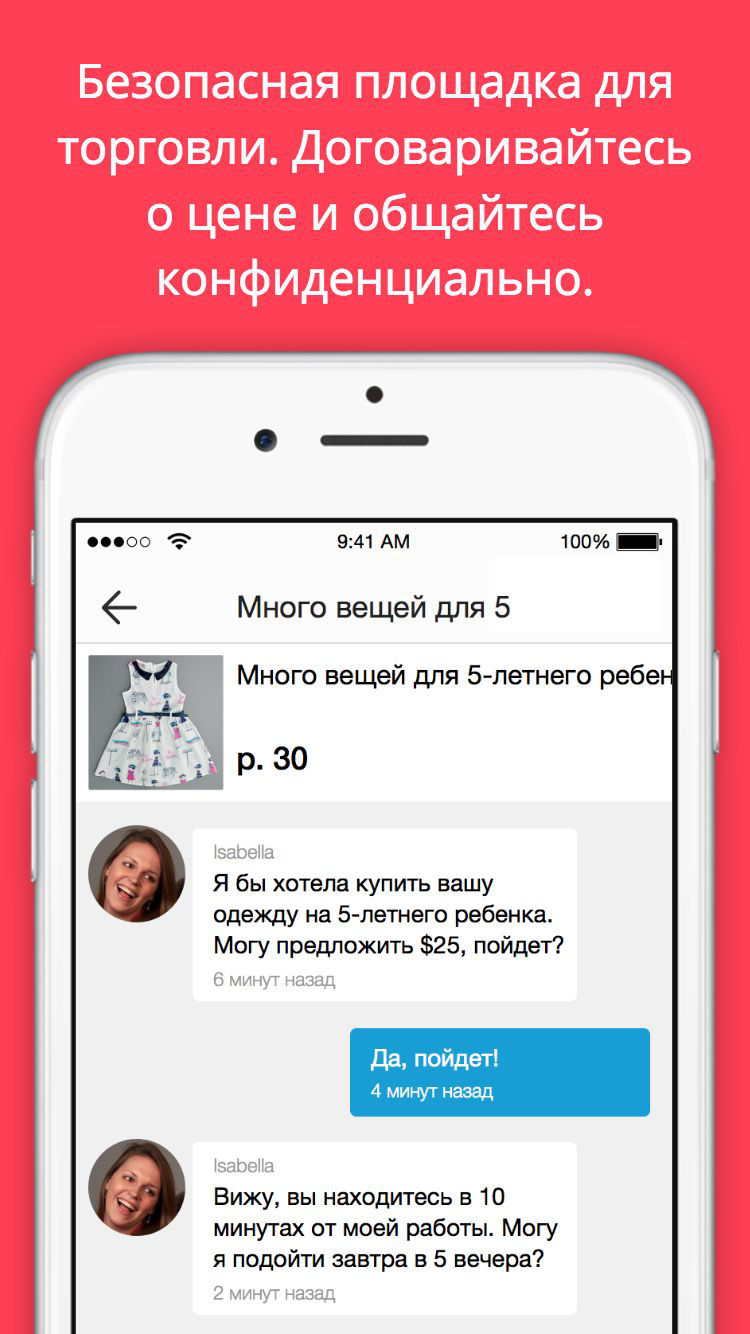 Безопасная площадка для
торговли. Договаривайтесь
о цене и общайтесь
конфиденциально.
9:41 AM
100%
Много вещей для 5
Много вещей для 5-летнего ребен
р. 30
Isabella
Я бы хотела купить вашу
одежду на 5-летнего ребенка.
Могу предложить $25, пойдет?
6 минут назад
Да, пойдет!
4 минут назад
Isabella
Вижу, вы находитесь в 10
минутах от моей работы. Могу
я подойти завтра в 5 вечера?
2 минут назад